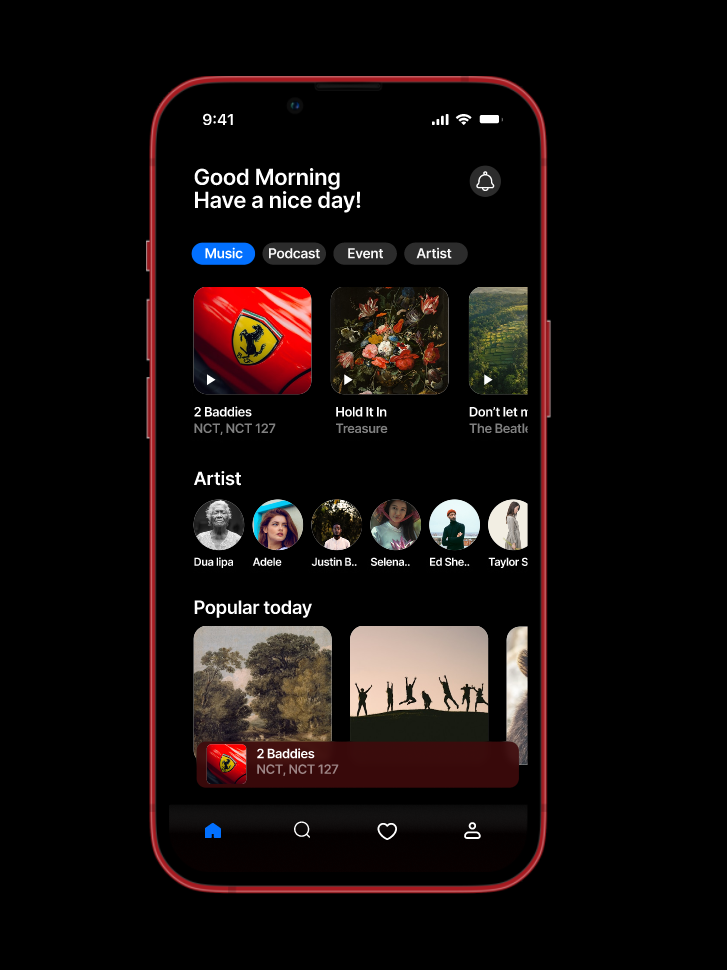 9:41
Good Morning
Have a nice day!
Music Podcast Event Artist
2 Baddies Hold It In Don't let m
NCT, NCT 127 Treasure The Beatle
Artist
Dua lipa Adele Justin B.. Selena.. Ed She.. Taylor S
Popular today
2 Baddies
NCT, NCT 127